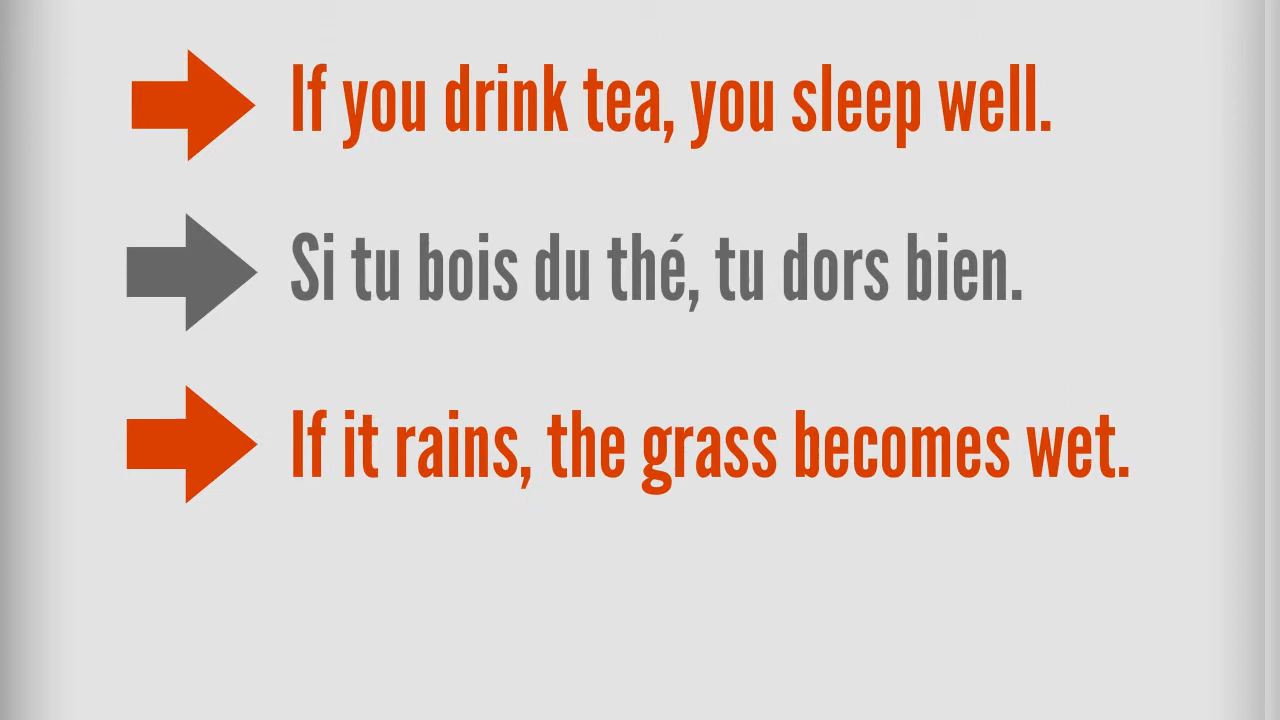 If you drink tea, you sleep well.
Si tu bois du thé, tu dors bien.
If it rains, the grass becomes wet.